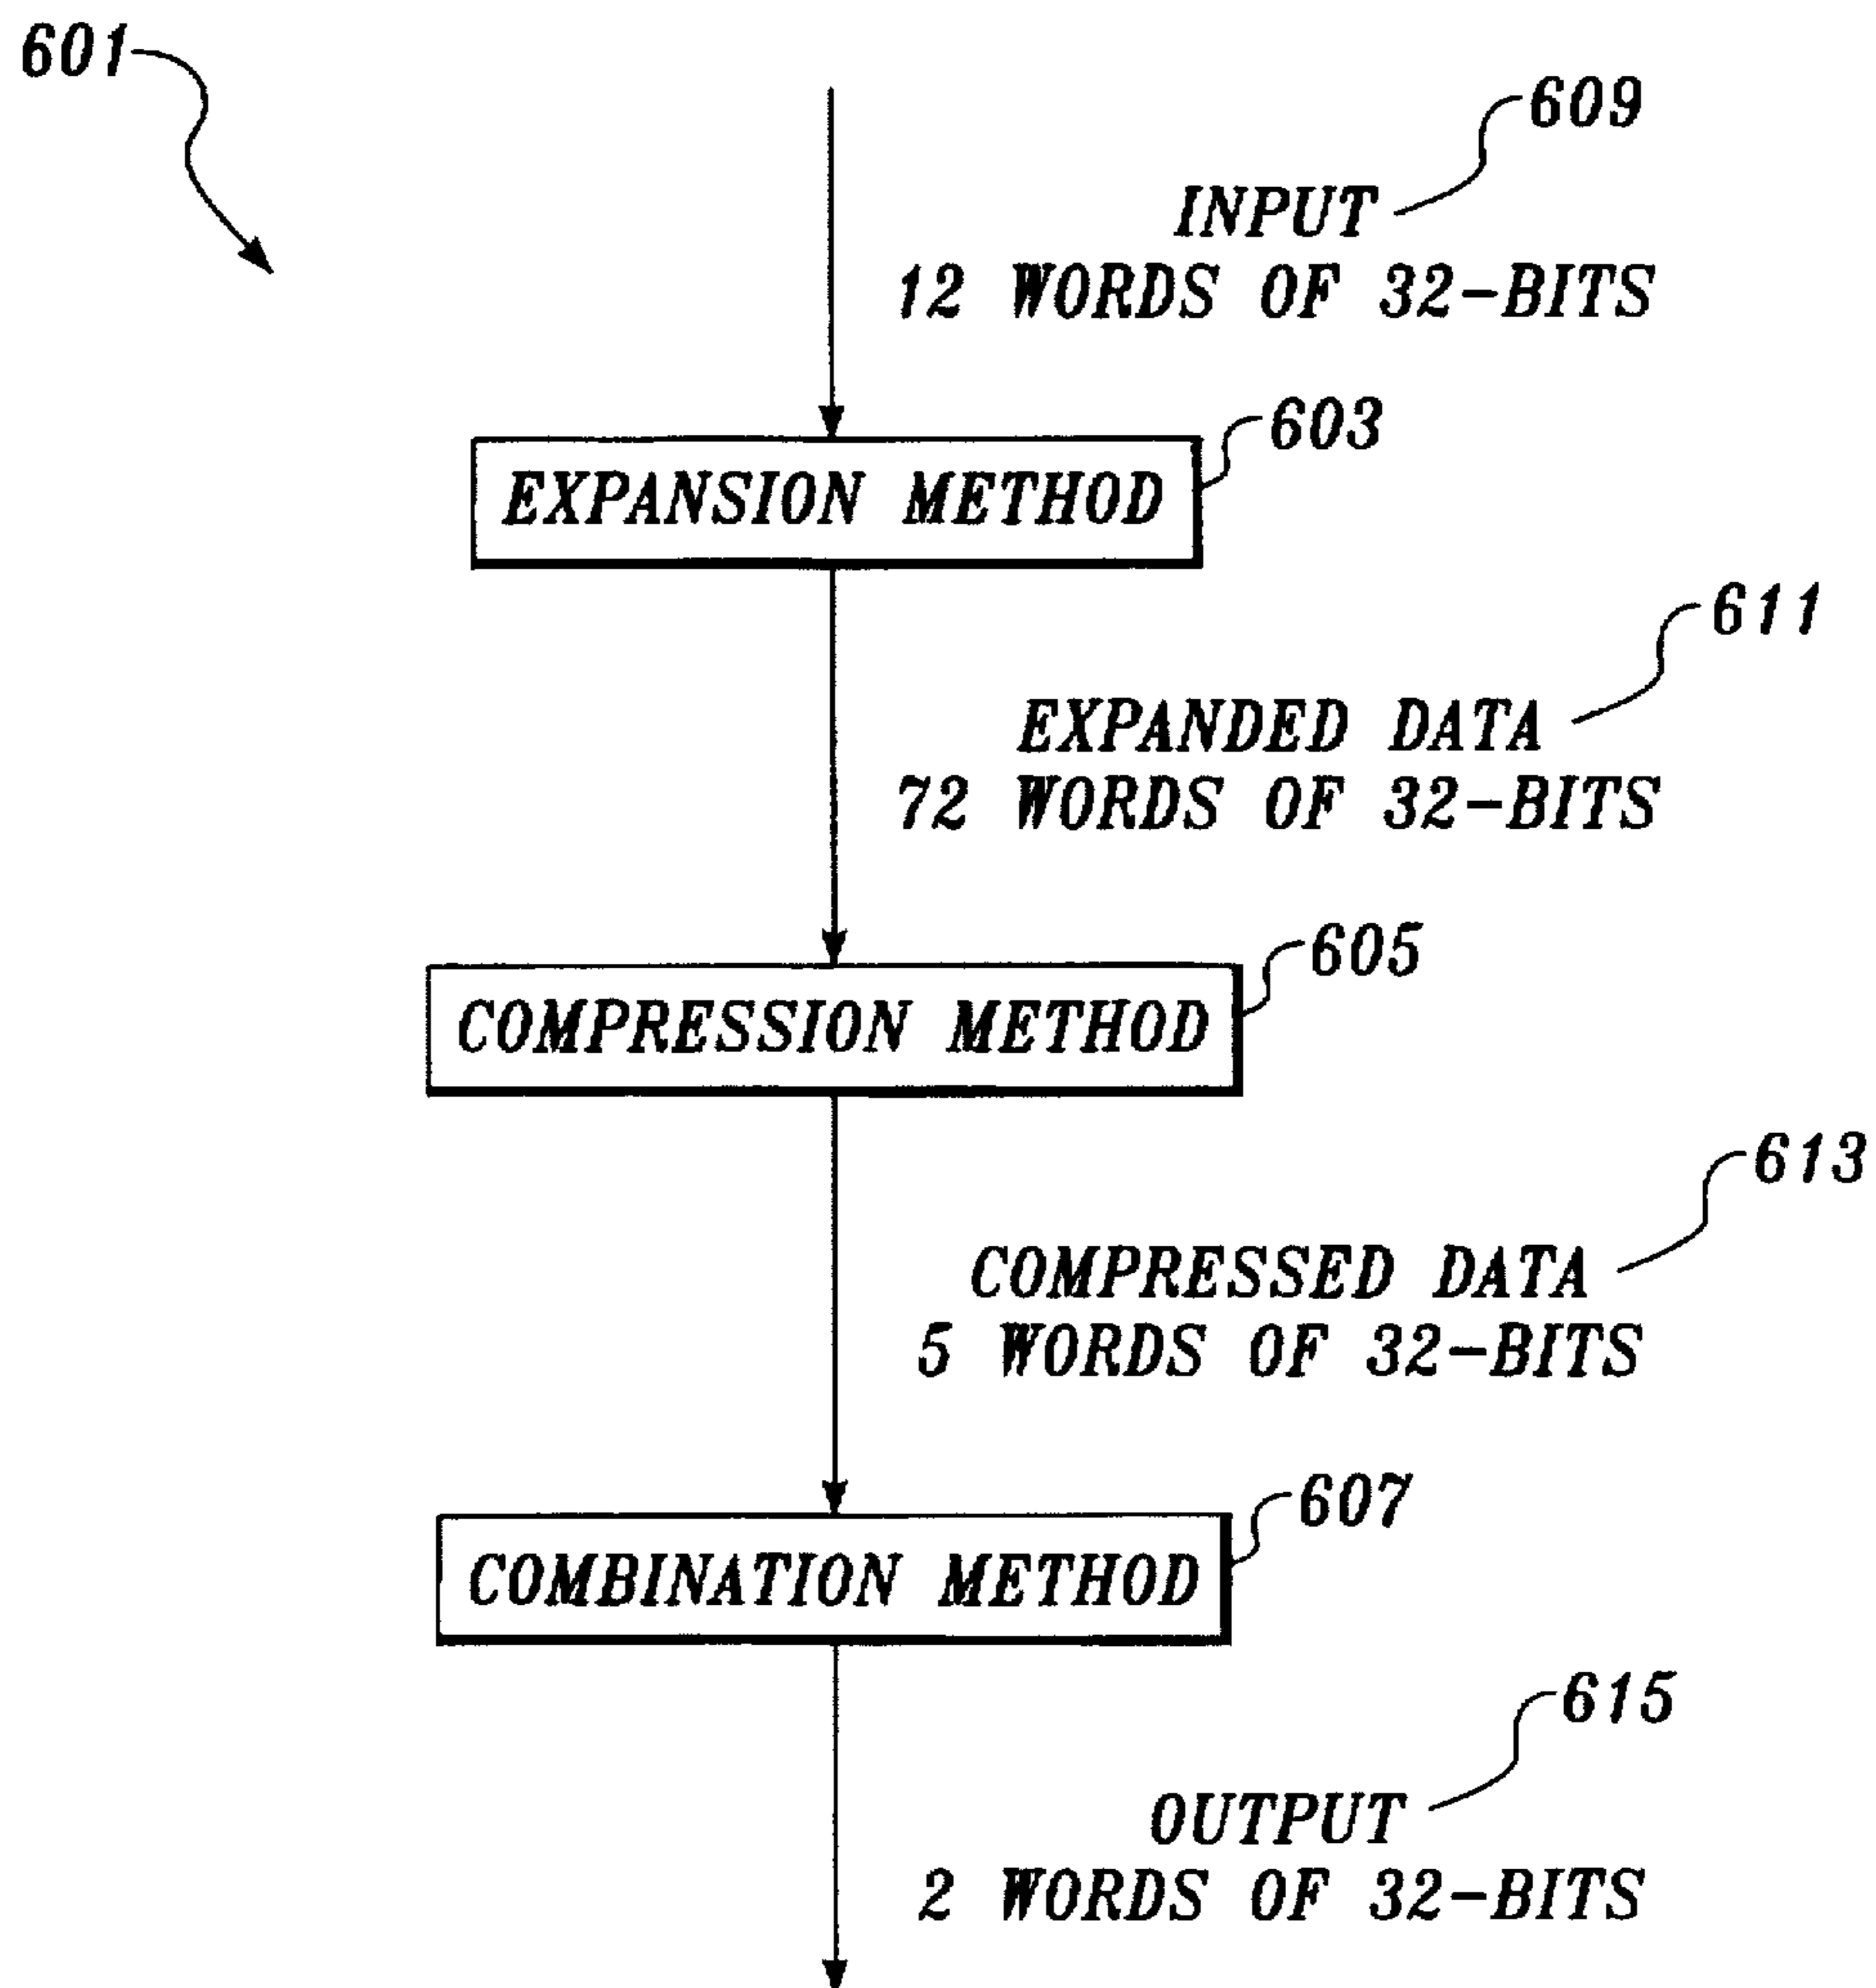 601
609
INPUT
12 WORDS OF 32-BITS
603
EXPANSION METHOD
611
EXPANDED DATA
72 WORDS OF 32-BITS
605
COMPRESSION METHOD
613
COMPRESSED DATA
5 WORDS OF 32-BITS
607
COMBINATION METHOD
615
OUTPUT
2 WORDS OF 32-BITS